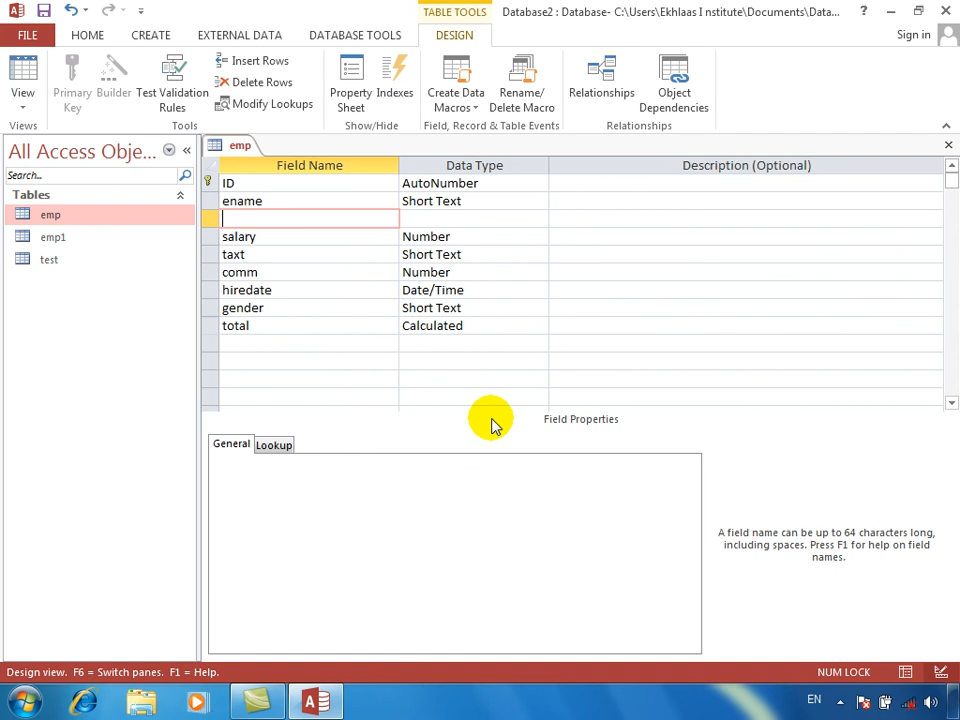 TABLE TOOLS
Database2 : Database- C:\Users\Ekhlaas I nstitute\Documents\Data...
FILE HOME CREATE EXTERNAL DATA DATABASE TOOLS DESIGN Sign in
View
Primary Key
Builder
Test Validation Rules
Insert Rows
Delete Rows
Modify Lookups
Property Sheet
Indexes
Create Data Macros
Rename/ Delete Macro
Relationships
Object Dependencies
Views Tools Show/Hide Field, Record & Table Events Relationships
All Access Obje...
Search...
Tables
emp
emp1
test
emp
Field Name Data Type Description (Optional)
ID AutoNumber
ename Short Text
salary Number
taxt Short Text
comm Number
hiredate Date/Time
gender Short Text
total Calculated
Field Properties
General Lookup
A field name can be up to 64 characters long,
including spaces. Press F1 for help on field
names.
Design view. F6 = Switch panes. F1 = Help. NUM LOCK
EN